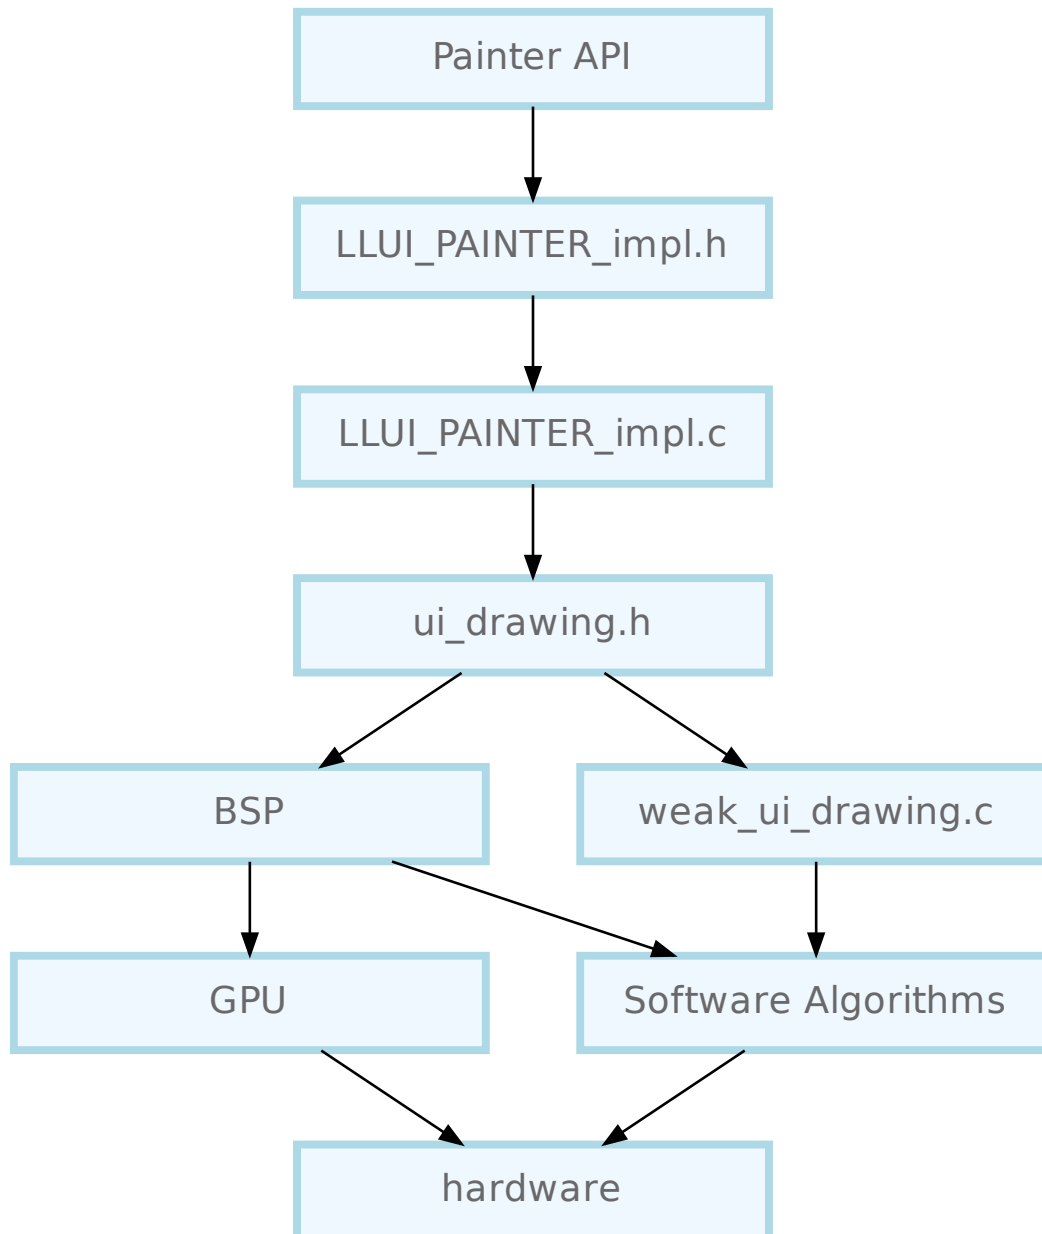 Painter API
LLUI_PAINTER_impl.h
LLUI_PAINTER_impl.c
ui_drawing.h
BSP
weak_ui_drawing.c
GPU
Software Algorithms
hardware